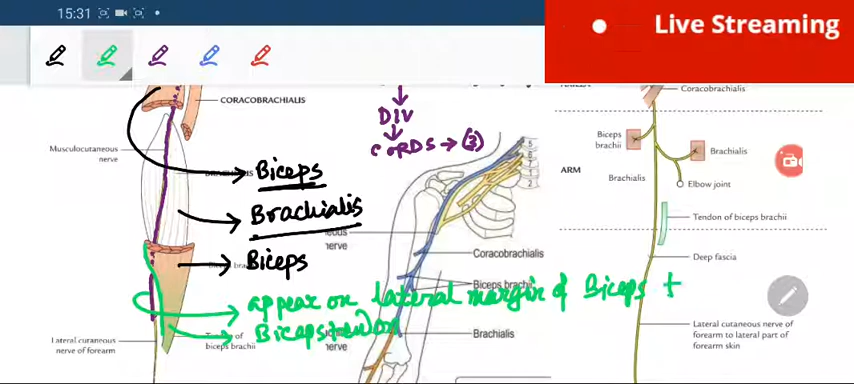 15:31
Live Streaming
CORACOBRACHIALIS
DIV
CORDS → (3)
Coracobrachialis
Musculocutaneous
nerve
Biceps
Brachialis
Biceps
nerve
Coracobrachialis
Biceps brachii
Brachialis
nerve
appear on lateral margin of Biceps +
Biceps tendon
Lateral cutaneous
nerve of forearm
biceps brachii
Biceps
brachii
Brachialis
ARM
Brachialis
Elbow joint
Tendon of biceps brachii
Deep fascia
Lateral cutaneous nerve of
forearm to lateral part of
forearm skin